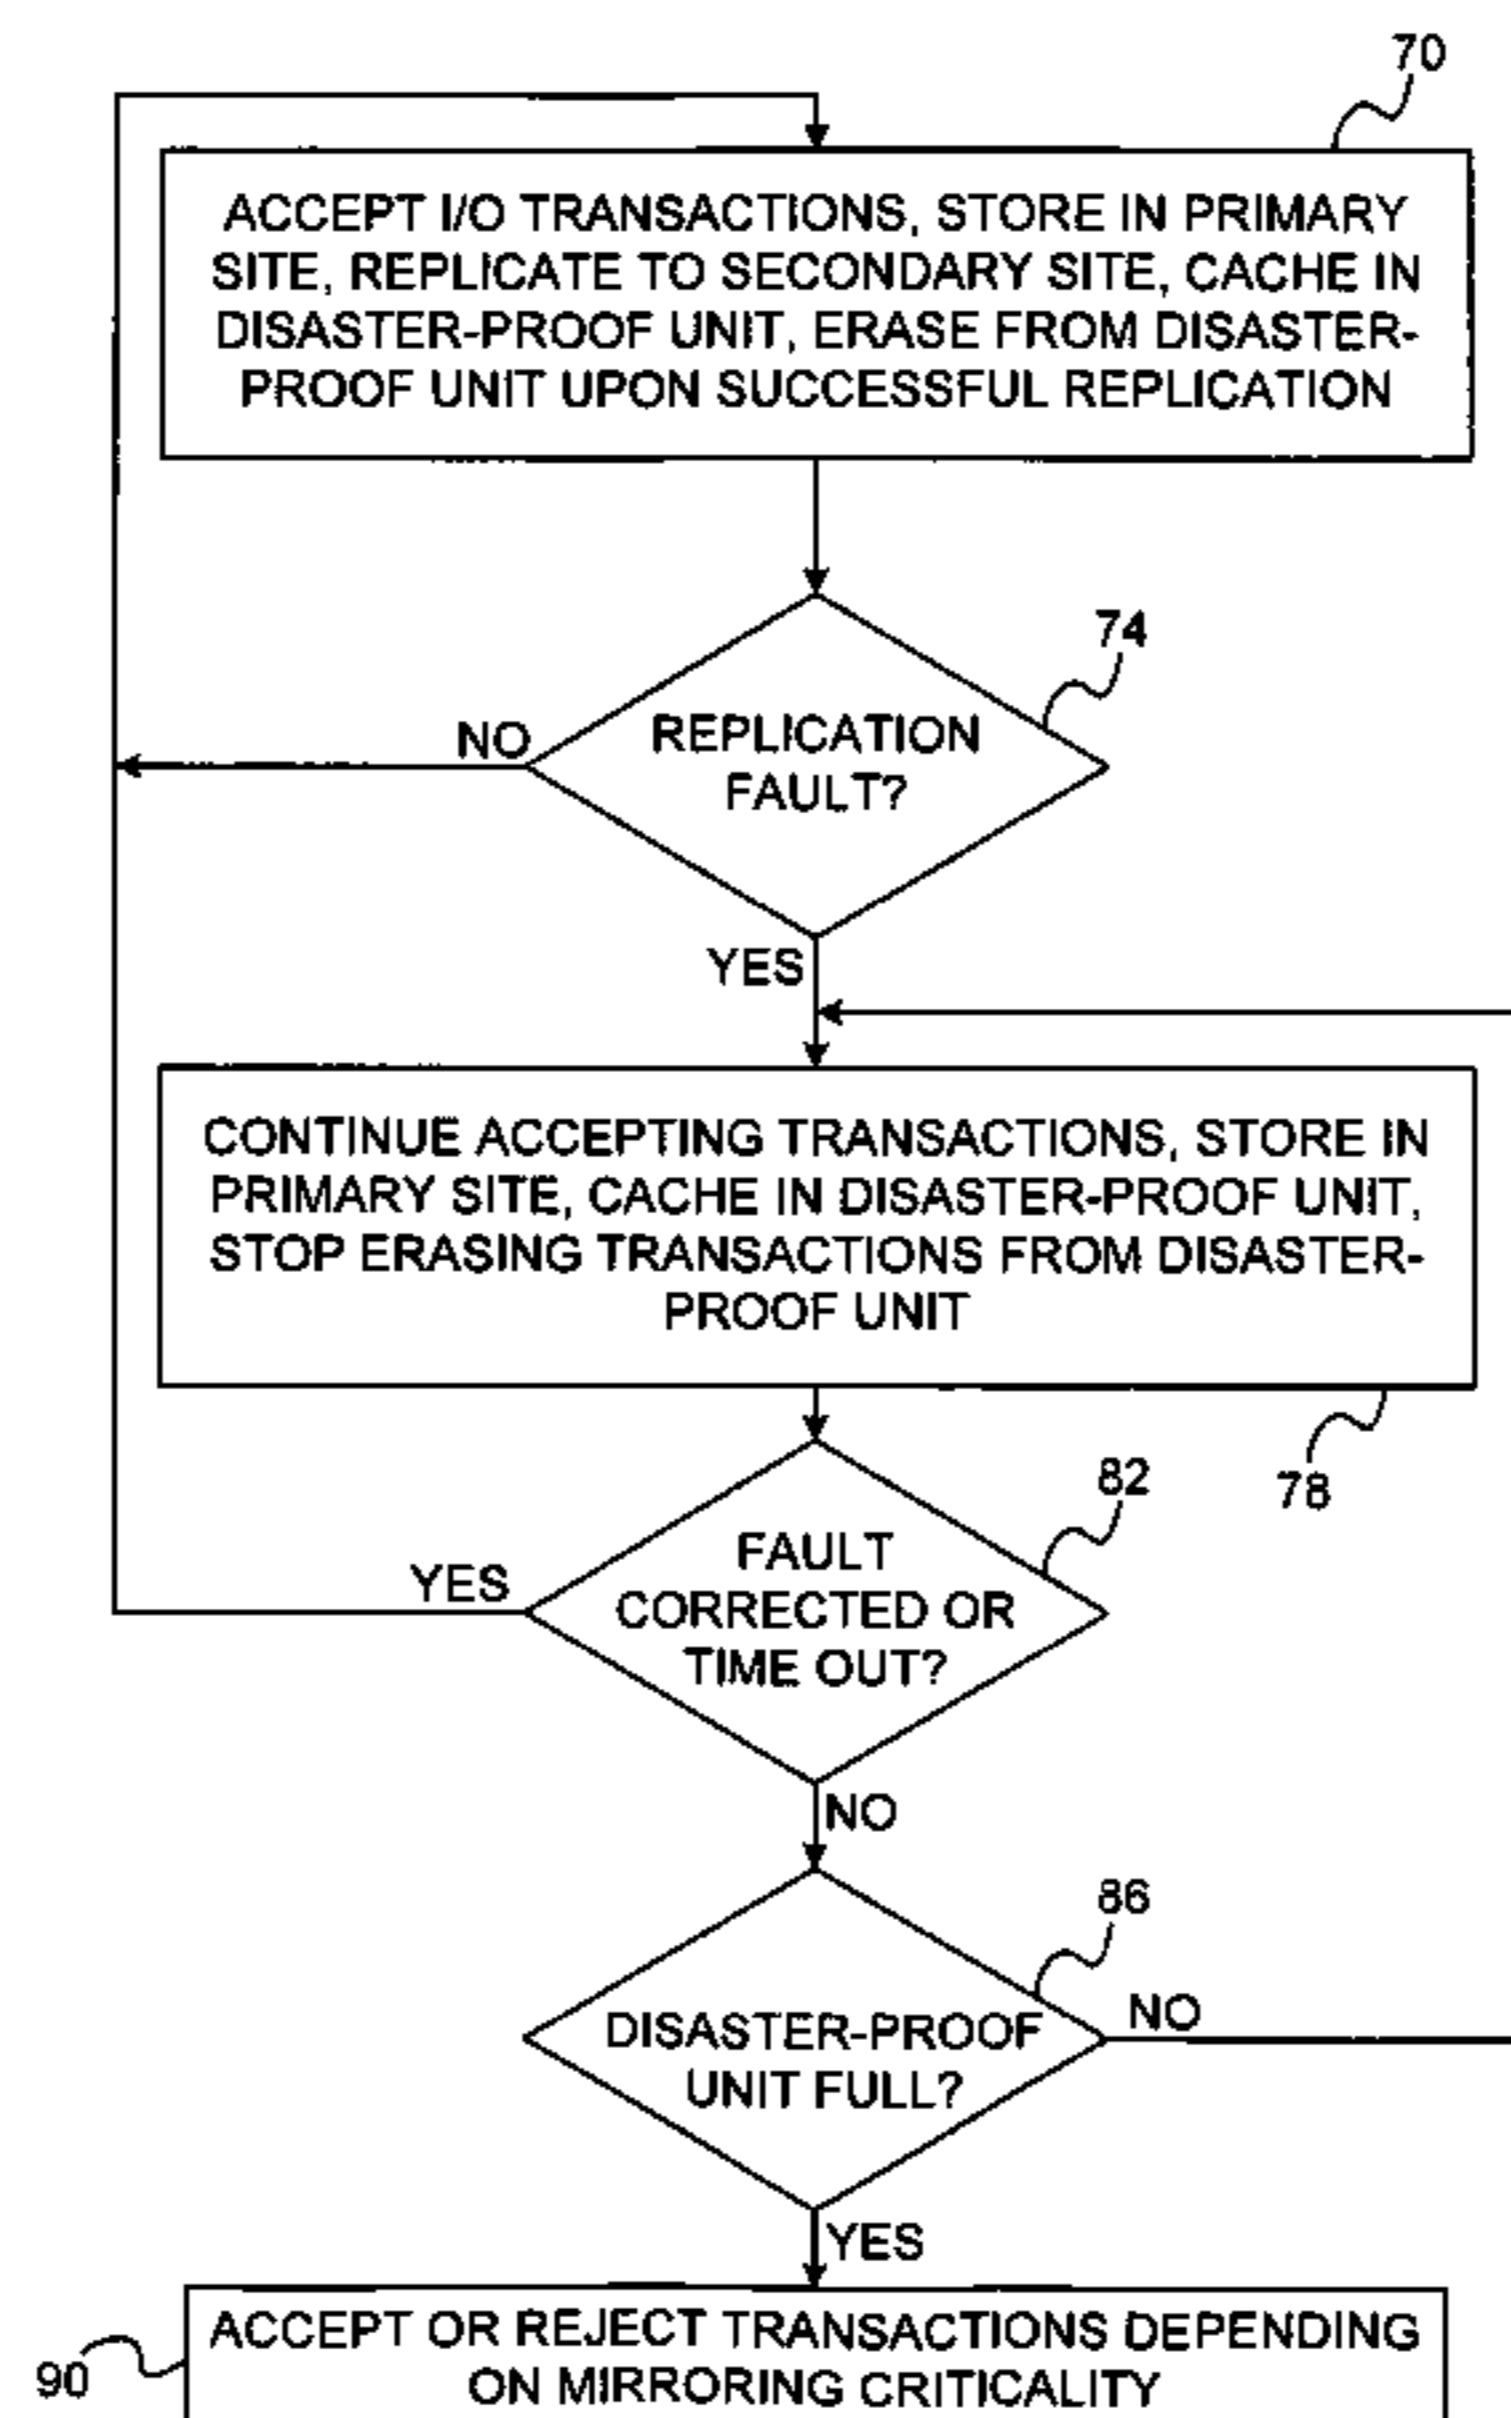 70
ACCEPT I/O TRANSACTIONS, STORE IN PRIMARY
SITE, REPLICATE TO SECONDARY SITE, CACHE IN
DISASTER-PROOF UNIT, ERASE FROM DISASTER-
PROOF UNIT UPON SUCCESSFUL REPLICATION
74
NO
REPLICATION
FAULT?
YES
CONTINUE ACCEPTING TRANSACTIONS, STORE IN
PRIMARY SITE, CACHE IN DISASTER-PROOF UNIT,
STOP ERASING TRANSACTIONS FROM DISASTER-
PROOF UNIT
78
82
YES
FAULT
CORRECTED OR
TIME OUT?
NO
86
DISASTER-PROOF
UNIT FULL?
NO
YES
ACCEPT OR REJECT TRANSACTIONS DEPENDING
ON MIRRORING CRITICALITY
90